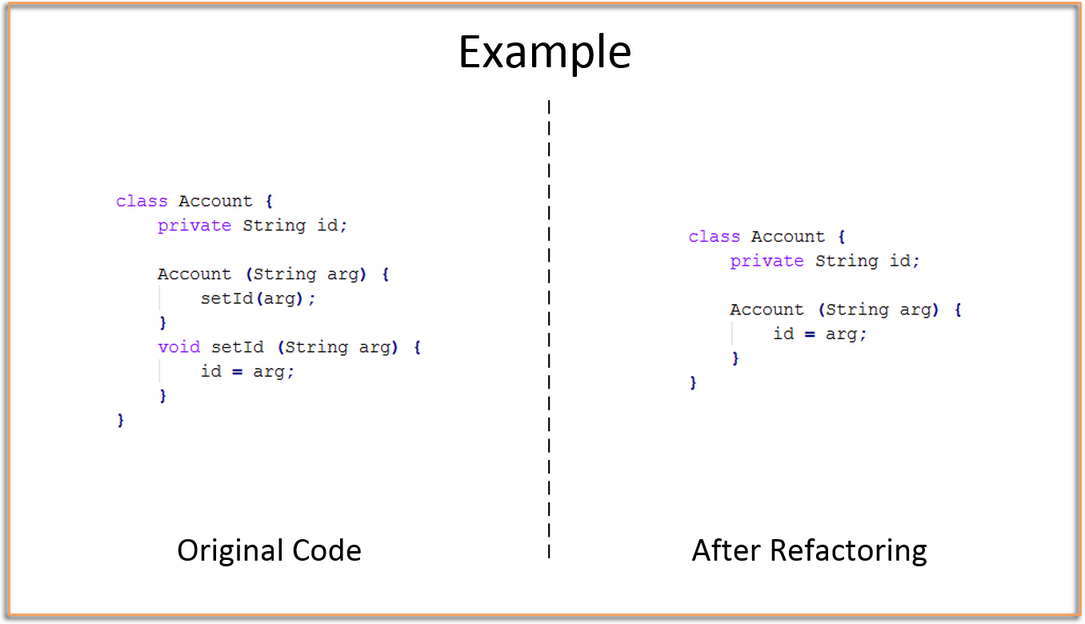 Example
class Account {
    private String id;

    Account (String arg) {
        setId(arg);
    }
    void setId (String arg) {
        id = arg;
    }
}
Original Code
class Account {
    private String id;

    Account (String arg) {
        id = arg;
    }
}
After Refactoring